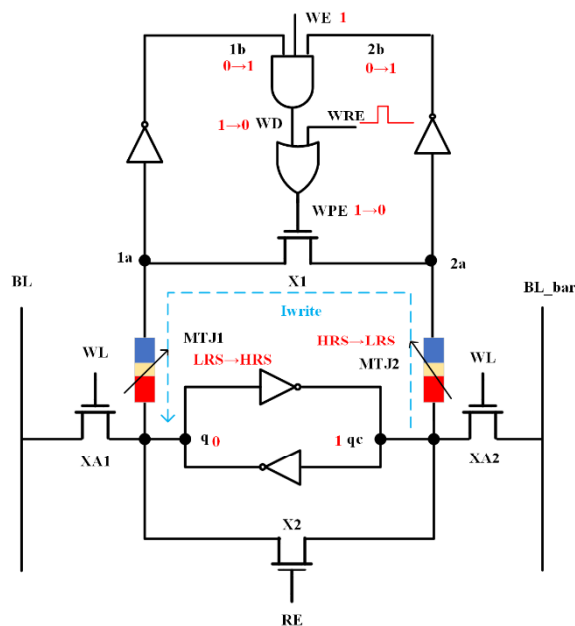 WE 1
1b
2b
0→1
0→1
WRE
1→0 WD
WPE 1→0
1a
2a
X1
BL
BL_bar
Iwrite
MTJ1
HRS→LRS
WL
LRS→HRS
MTJ2
WL
q 0
1 qc
XA1
XA2
X2
RE